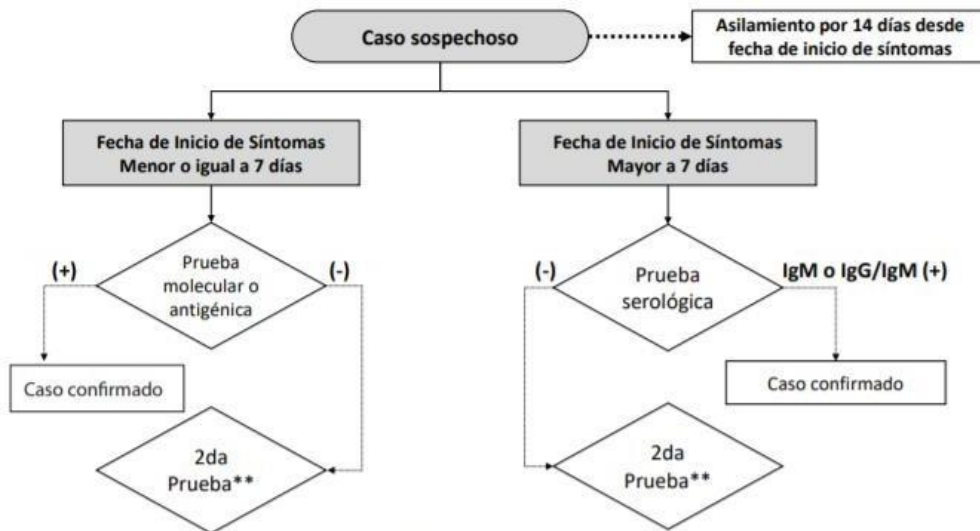 Caso sospechoso
Asilamiento por 14 días desde
fecha de inicio de síntomas
Fecha de Inicio de Síntomas
Menor o igual a 7 días
Fecha de Inicio de Síntomas
Mayor a 7 días
(+)
Prueba
molecular o
antigénica
(-)
(-)
Prueba
serológica
IgM o IgG/IgM (+)
Caso confirmado
Caso confirmado
2da
Prueba**
2da
Prueba**